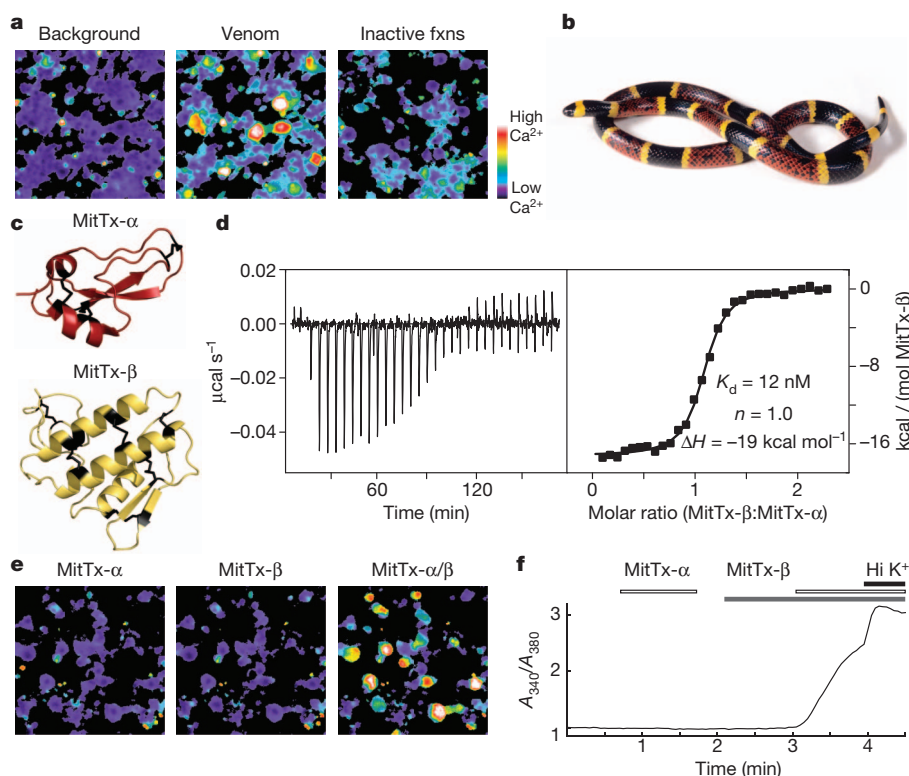 a
Background
Venom
Inactive fxns
High
Ca2+
Low
Ca2+
b
c
MitTx-α
MitTx-β
d
0.02
0.00
−0.02
−0.04
μcal s−1
60
120
Time (min)
Kd = 12 nM
n = 1.0
ΔH = −19 kcal mol−1
0
−8
−16
kcal / (mol MitTx-β)
0
1
2
Molar ratio (MitTx-β:MitTx-α)
e
MitTx-α
MitTx-β
MitTx-α/β
f
Hi K+
MitTx-α
MitTx-β
3
2
1
A340/A380
1
2
3
4
Time (min)